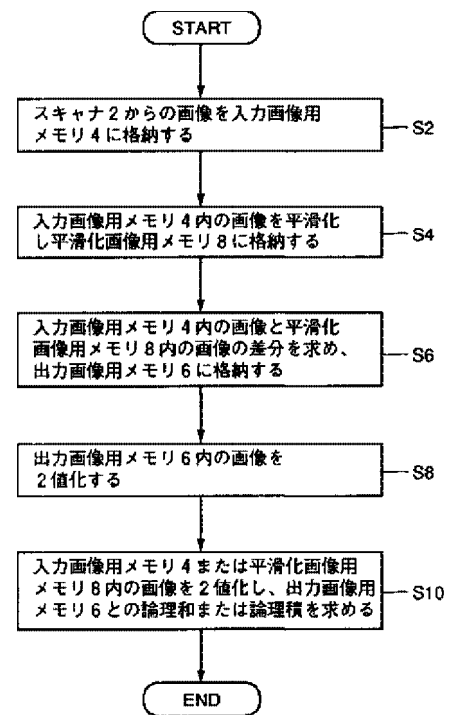 START
スキャナ2からの画像を入力画像用
メモリ4に格納する
S2
入力画像用メモリ4内の画像を平滑化
し平滑化画像用メモリ8に格納する
S4
入力画像用メモリ4内の画像と平滑化
画像用メモリ8内の画像の差分を求め、
出力画像用メモリ6に格納する
S6
出力画像用メモリ6内の画像を
2値化する
S8
入力画像用メモリ4または平滑化画像用
メモリ8内の画像を2値化し、出力画像用
メモリ6との論理和または論理積を求める
S10
END